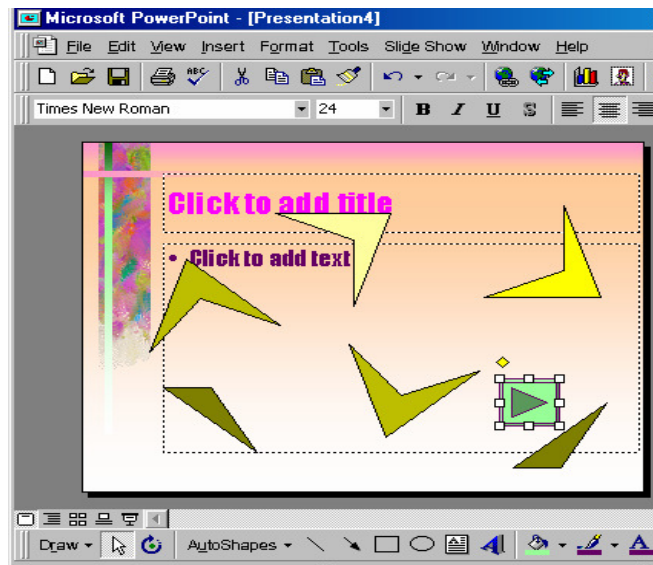 Microsoft PowerPoint - [Presentation4]
File Edit View Insert Format Tools Slide Show Window Help
ABC
Times New Roman 24 B I U S
Click to add title
• Click to add text
Draw AutoShapes A A